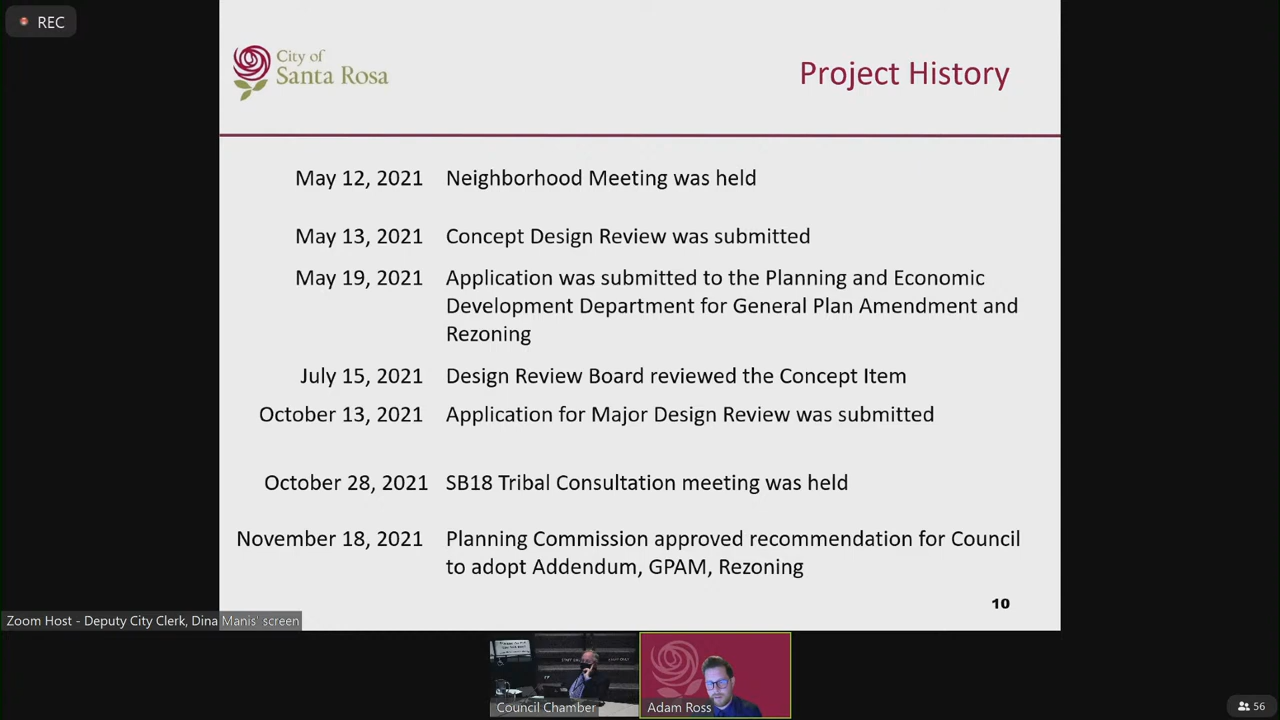 REC
City of
Santa Rosa
Project History
May 12, 2021 Neighborhood Meeting was held
May 13, 2021 Concept Design Review was submitted
May 19, 2021 Application was submitted to the Planning and Economic
Development Department for General Plan Amendment and
Rezoning
July 15, 2021 Design Review Board reviewed the Concept Item
October 13, 2021 Application for Major Design Review was submitted
October 28, 2021 SB18 Tribal Consultation meeting was held
November 18, 2021 Planning Commission approved recommendation for Council
to adopt Addendum, GPAM, Rezoning
10
Zoom Host - Deputy City Clerk, Dina Manis' screen
Council Chamber
Adam Ross
56